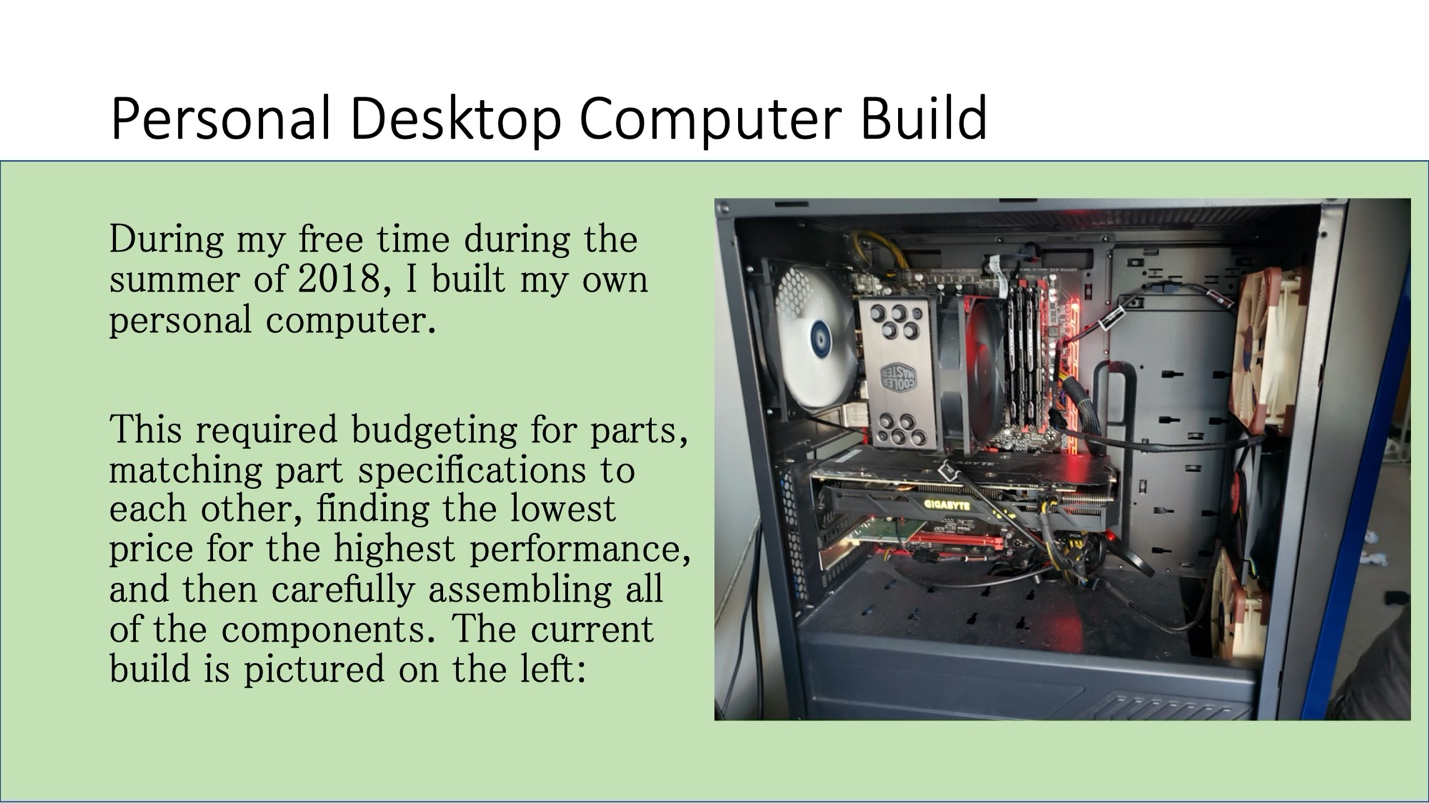 Personal Desktop Computer Build
During my free time during the
summer of 2018, I built my own
personal computer.
This required budgeting for parts,
matching part specifications to
each other, finding the lowest
price for the highest performance,
and then carefully assembling all
of the components. The current
build is pictured on the left:
COOLER
MASTER
GIGABYTE